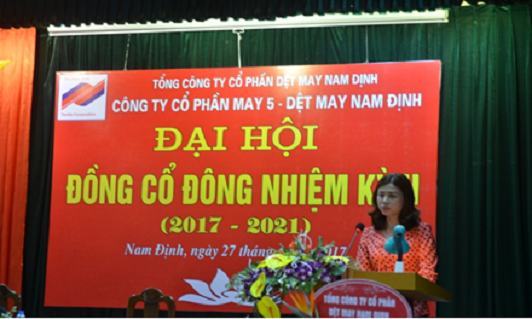 TỔNG CÔNG TY CỔ PHẦN DỆT MAY NAM ĐỊNH
CÔNG TY CỔ PHẦN MAY 5 - DỆT MAY NAM ĐỊNH
ĐẠI HỘI
ĐỒNG CỔ ĐÔNG NHIỆM
(2017 - 2021)
Nam Định, ngày 27
TỔNG CÔNG TY CỔ PHẦN
DỆT MAY NAM ĐỊNH